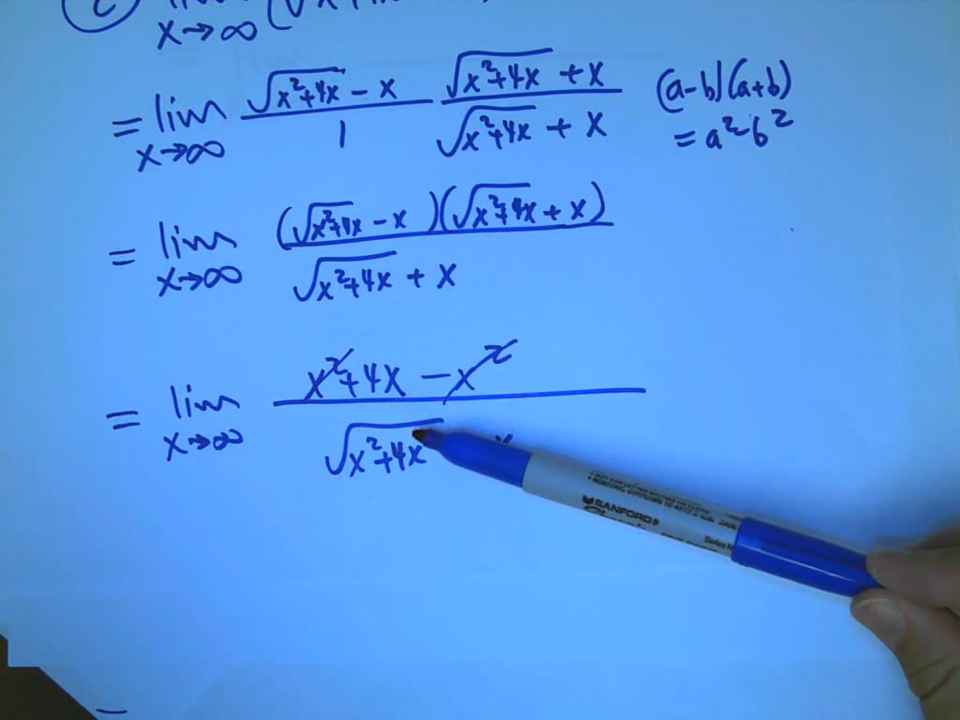 x→∞
= lim x→∞ (√(x²+4x) - x)/1 (√(x²+4x) + x)/(√(x²+4x) + x) (a-b)(a+b)
= a²-b²
= lim x→∞ (√(x²+4x) - x)(√(x²+4x) + x)/(√(x²+4x) + x)
= lim x→∞ (x²+4x - x²)/(√(x²+4x) x)
SANFORD